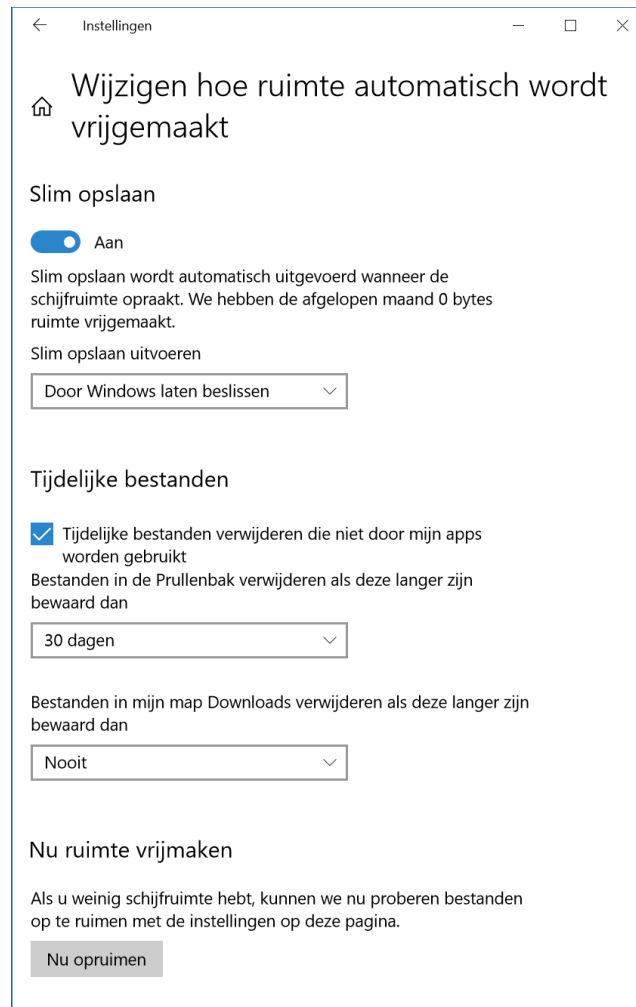 Instellingen
Wijzigen hoe ruimte automatisch wordt
vrijgemaakt
Slim opslaan
Aan
Slim opslaan wordt automatisch uitgevoerd wanneer de
schijfruimte opraakt. We hebben de afgelopen maand 0 bytes
ruimte vrijgemaakt.
Slim opslaan uitvoeren
Door Windows laten beslissen
Tijdelijke bestanden
Tijdelijke bestanden verwijderen die niet door mijn apps
worden gebruikt
Bestanden in de Prullenbak verwijderen als deze langer zijn
bewaard dan
30 dagen
Bestanden in mijn map Downloads verwijderen als deze langer zijn
bewaard dan
Nooit
Nu ruimte vrijmaken
Als u weinig schijfruimte hebt, kunnen we nu proberen bestanden
op te ruimen met de instellingen op deze pagina.
Nu opruimen